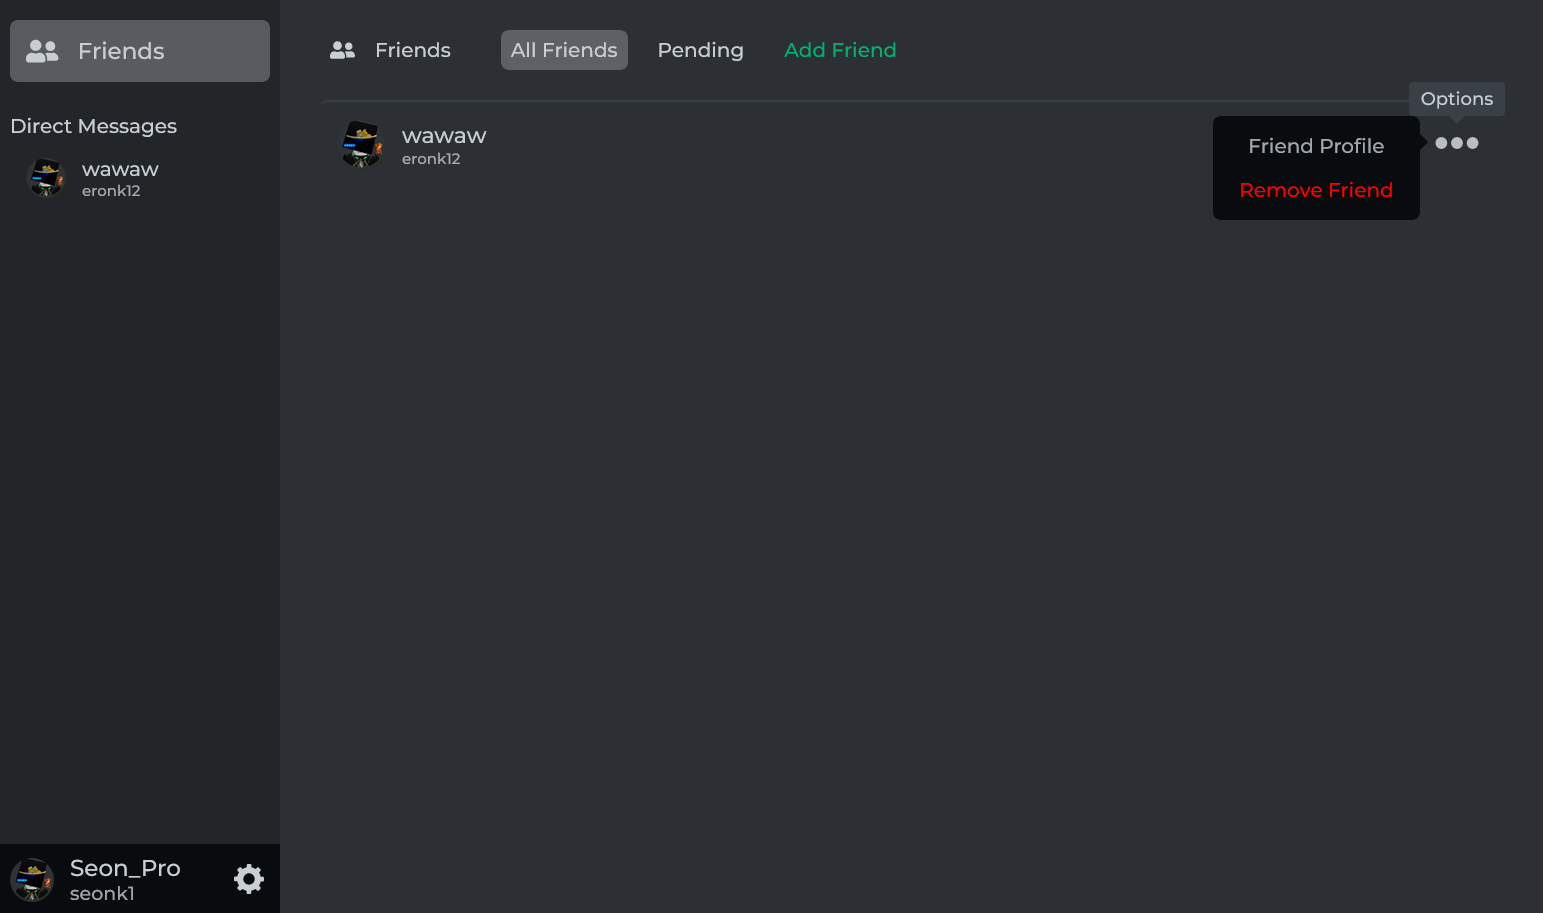 Friends
Direct Messages
wawaw
eronk12
Seon_Pro
seonk1
Friends
All Friends
Pending
Add Friend
wawaw
eronk12
Options
Friend Profile
Remove Friend